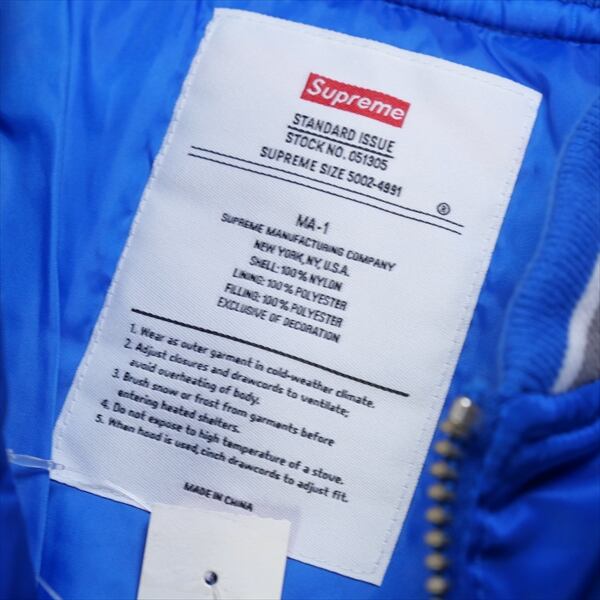 Supreme
STANDARD ISSUE
STOCK NO. 051305
SUPREME SIZE 5002-4991
®
MA-1
SUPREME MANUFACTURING COMPANY
NEW YORK, NY, U.S.A.
SHELL: 100% NYLON
LINING: 100% POLYESTER
FILLING: 100% POLYESTER
EXCLUSIVE OF DECORATION
1. Wear as outer garment in cold-weather climate.
2. Adjust closures and drawcords to ventilate;
avoid overheating of body.
3. Brush snow or frost from garments before
entering heated shelters.
4. Do not expose to high temperature of a stove.
5. When hood is used, cinch drawcords to adjust fit.
MADE IN CHINA